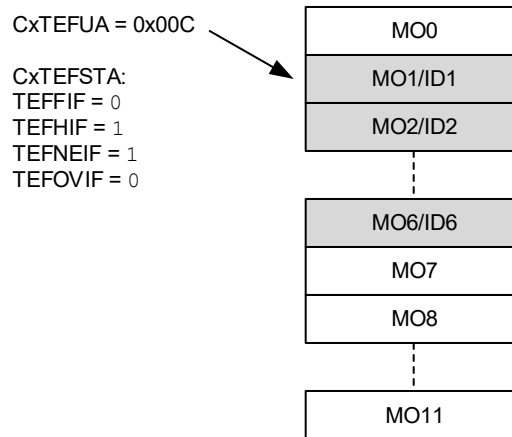 CxTEFUA = 0x00C
CxTEFSTA:
TEFFIF = 0
TEFHIF = 1
TEFNEIF = 1
TEFOVIF = 0
MO0
MO1/ID1
MO2/ID2
MO6/ID6
MO7
MO8
MO11